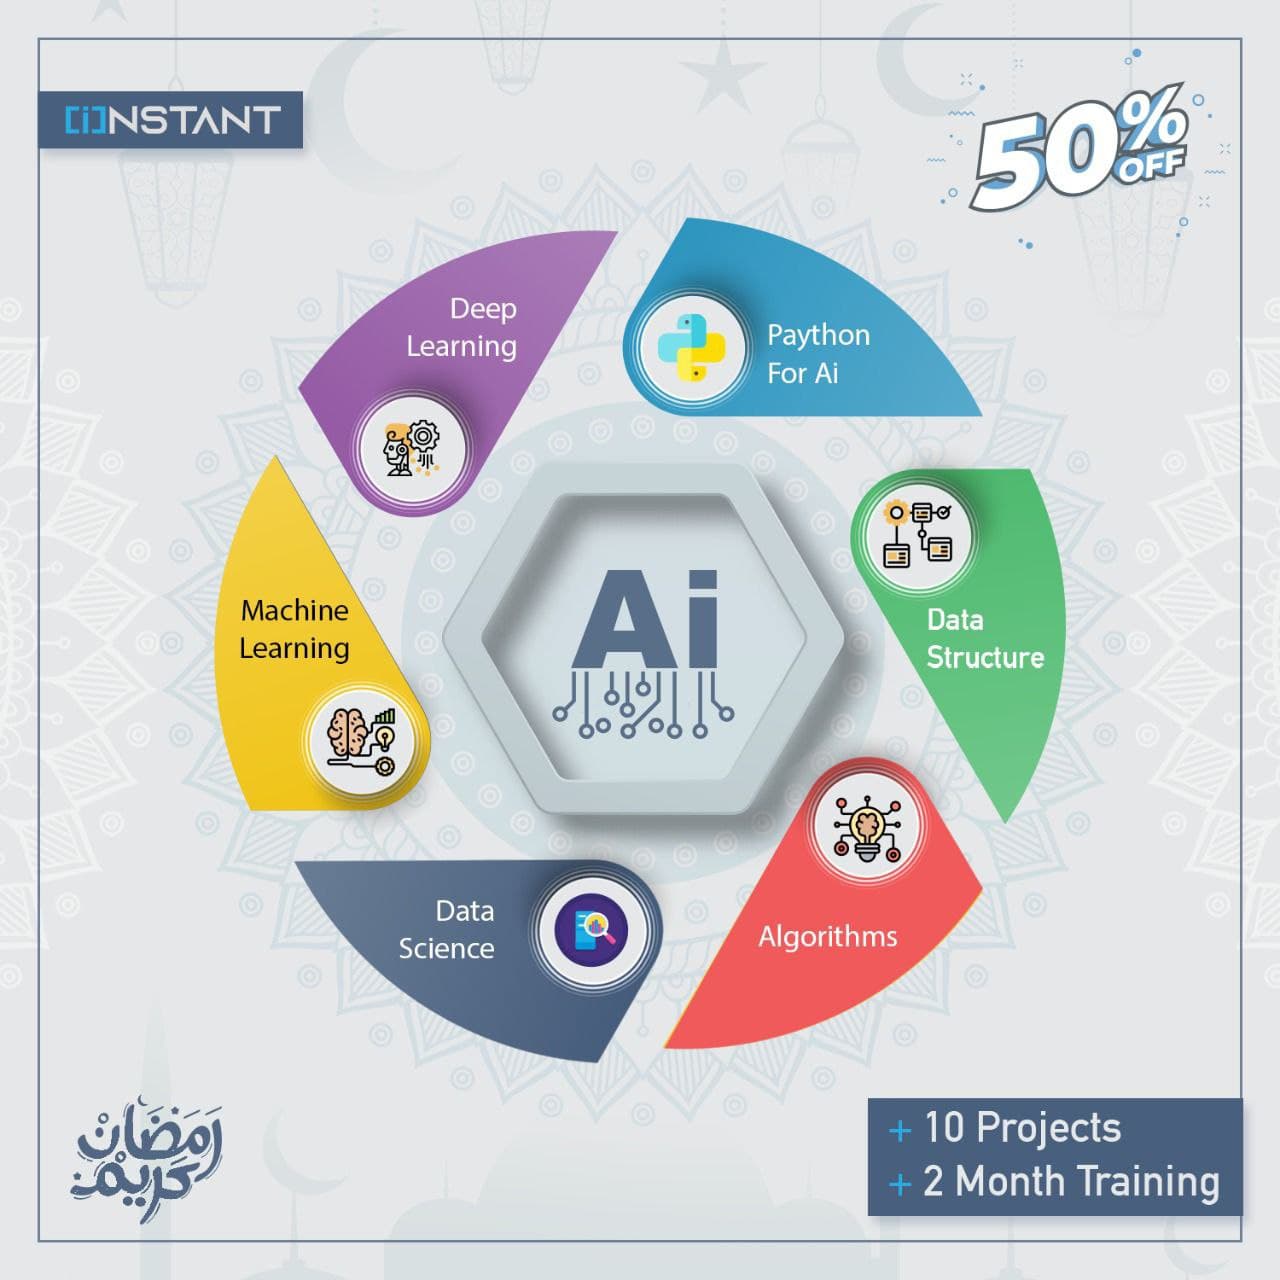 [i]INSTANT
50%
OFF
Deep
Learning
Paython
For Ai
Machine
Learning
Ai
Data
Structure
Data
Science
Algorithms
رمضان
كريم
+ 10 Projects
+ 2 Month Training